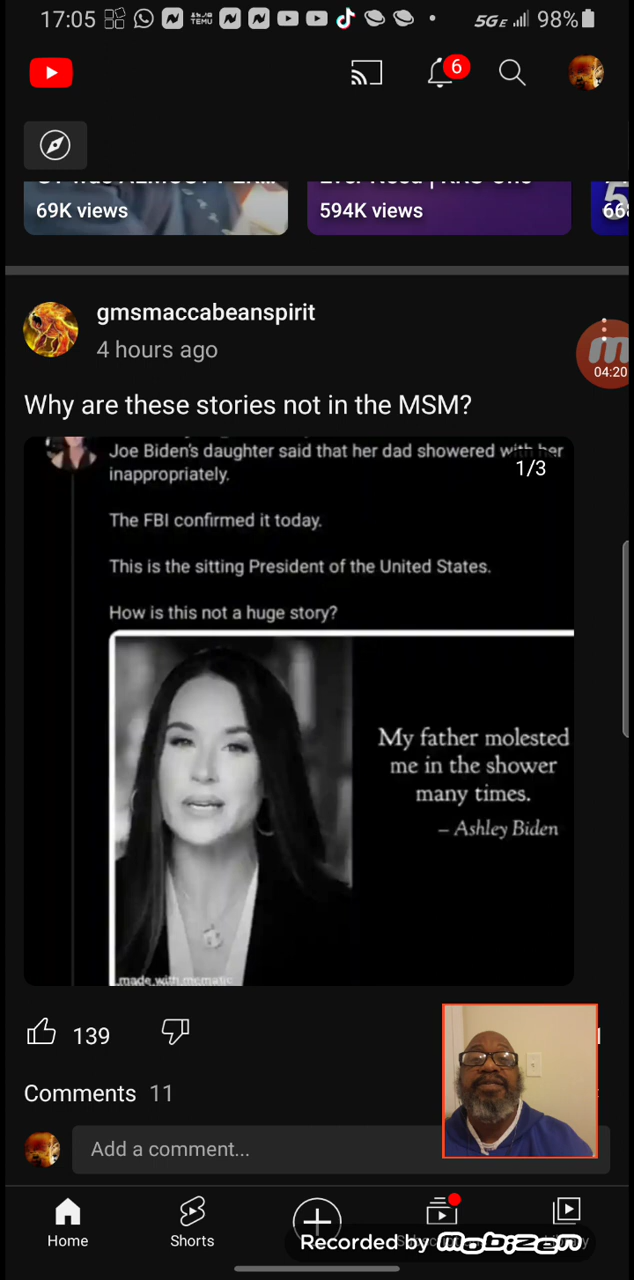 17:05
TEMU
5GE
98%
6
69K views
594K views
gmsmaccabeanspirit
4 hours ago
04:20
Why are these stories not in the MSM?
1/3
Joe Biden's daughter said that her dad showered with her
inappropriately.
The FBI confirmed it today.
This is the sitting President of the United States.
How is this not a huge story?
My father molested
me in the shower
many times.
– Ashley Biden
made with mematic
139
Comments 11
Add a comment...
Home
Shorts
Recorded by mobizen